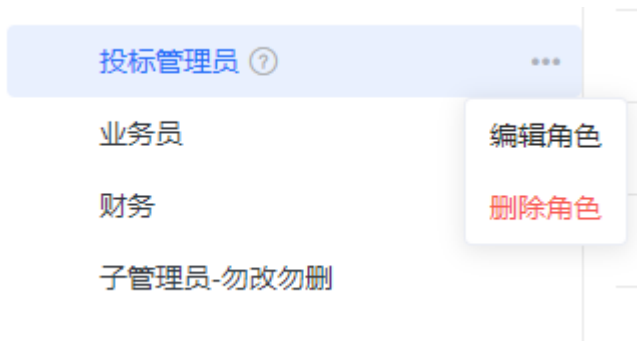 投标管理员
业务员
编辑角色
财务
删除角色
子管理员-勿改勿删